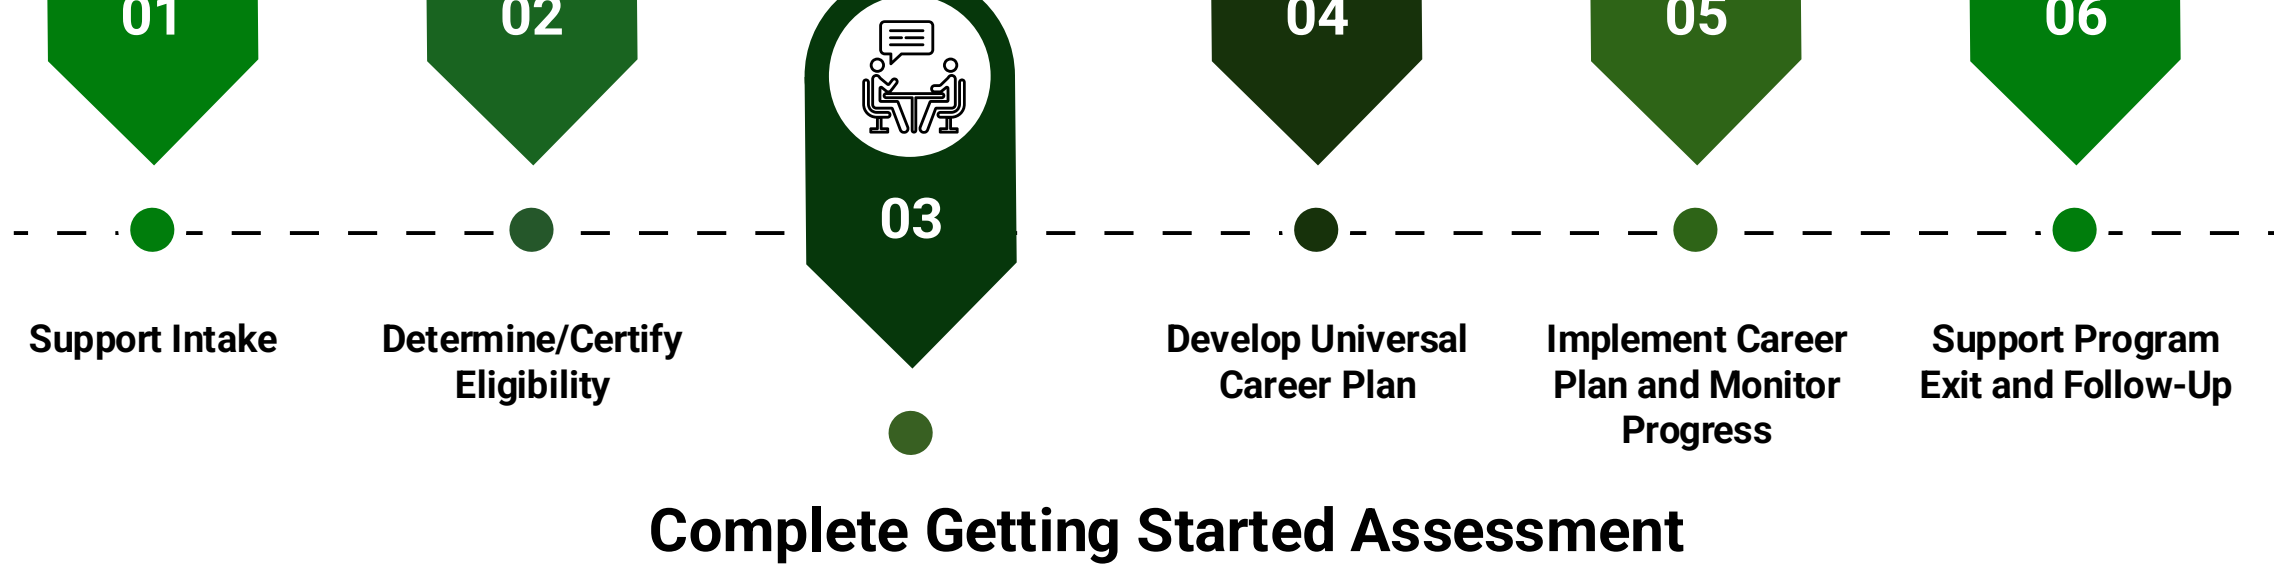 01
02
03
04
05
06
Support Intake
Determine/Certify
Eligibility
Develop Universal
Career Plan
Implement Career
Plan and Monitor
Progress
Support Program
Exit and Follow-Up
Complete Getting Started Assessment